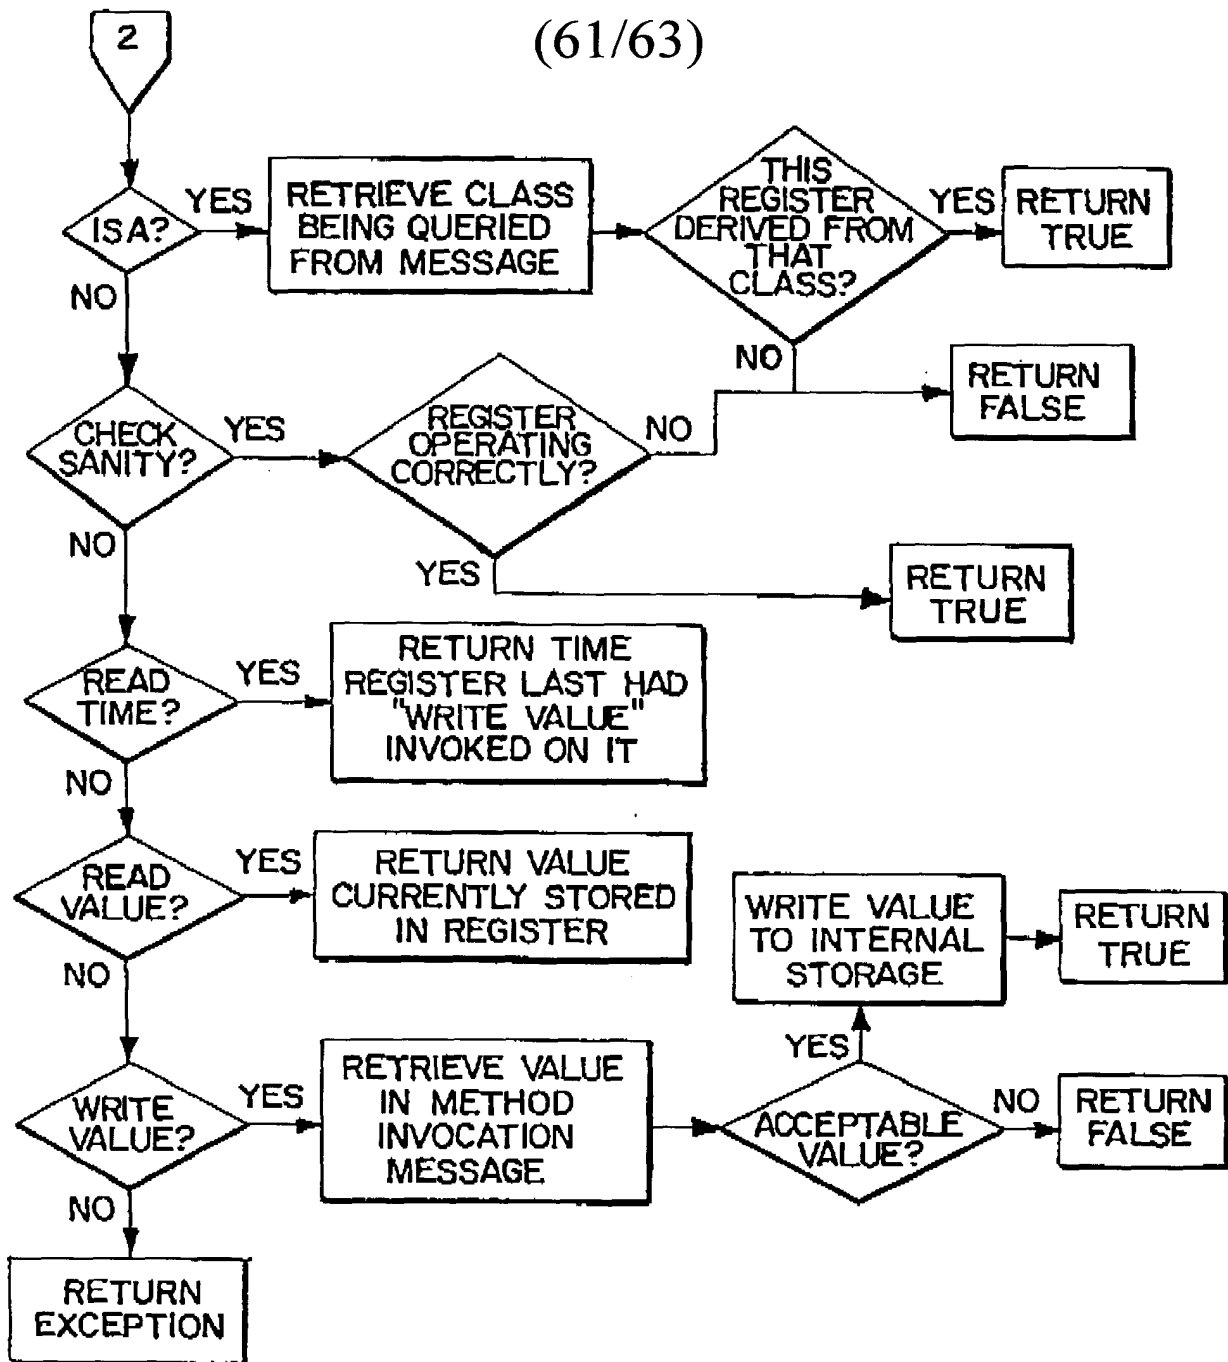 2
(61/63)
IS A?
YES
RETRIEVE CLASS
BEING QUERIED
FROM MESSAGE
THIS
REGISTER
DERIVED FROM
THAT
CLASS?
YES
RETURN
TRUE
NO
NO
RETURN
FALSE
CHECK
SANITY?
YES
REGISTER
OPERATING
CORRECTLY?
NO
NO
YES
RETURN
TRUE
READ
TIME?
YES
RETURN TIME
REGISTER LAST HAD
"WRITE VALUE"
INVOKED ON IT
NO
READ
VALUE?
YES
RETURN VALUE
CURRENTLY STORED
IN REGISTER
WRITE VALUE
TO INTERNAL
STORAGE
RETURN
TRUE
NO
YES
WRITE
VALUE?
YES
RETRIEVE VALUE
IN METHOD
INVOCATION
MESSAGE
ACCEPTABLE
VALUE?
NO
RETURN
FALSE
NO
RETURN
EXCEPTION